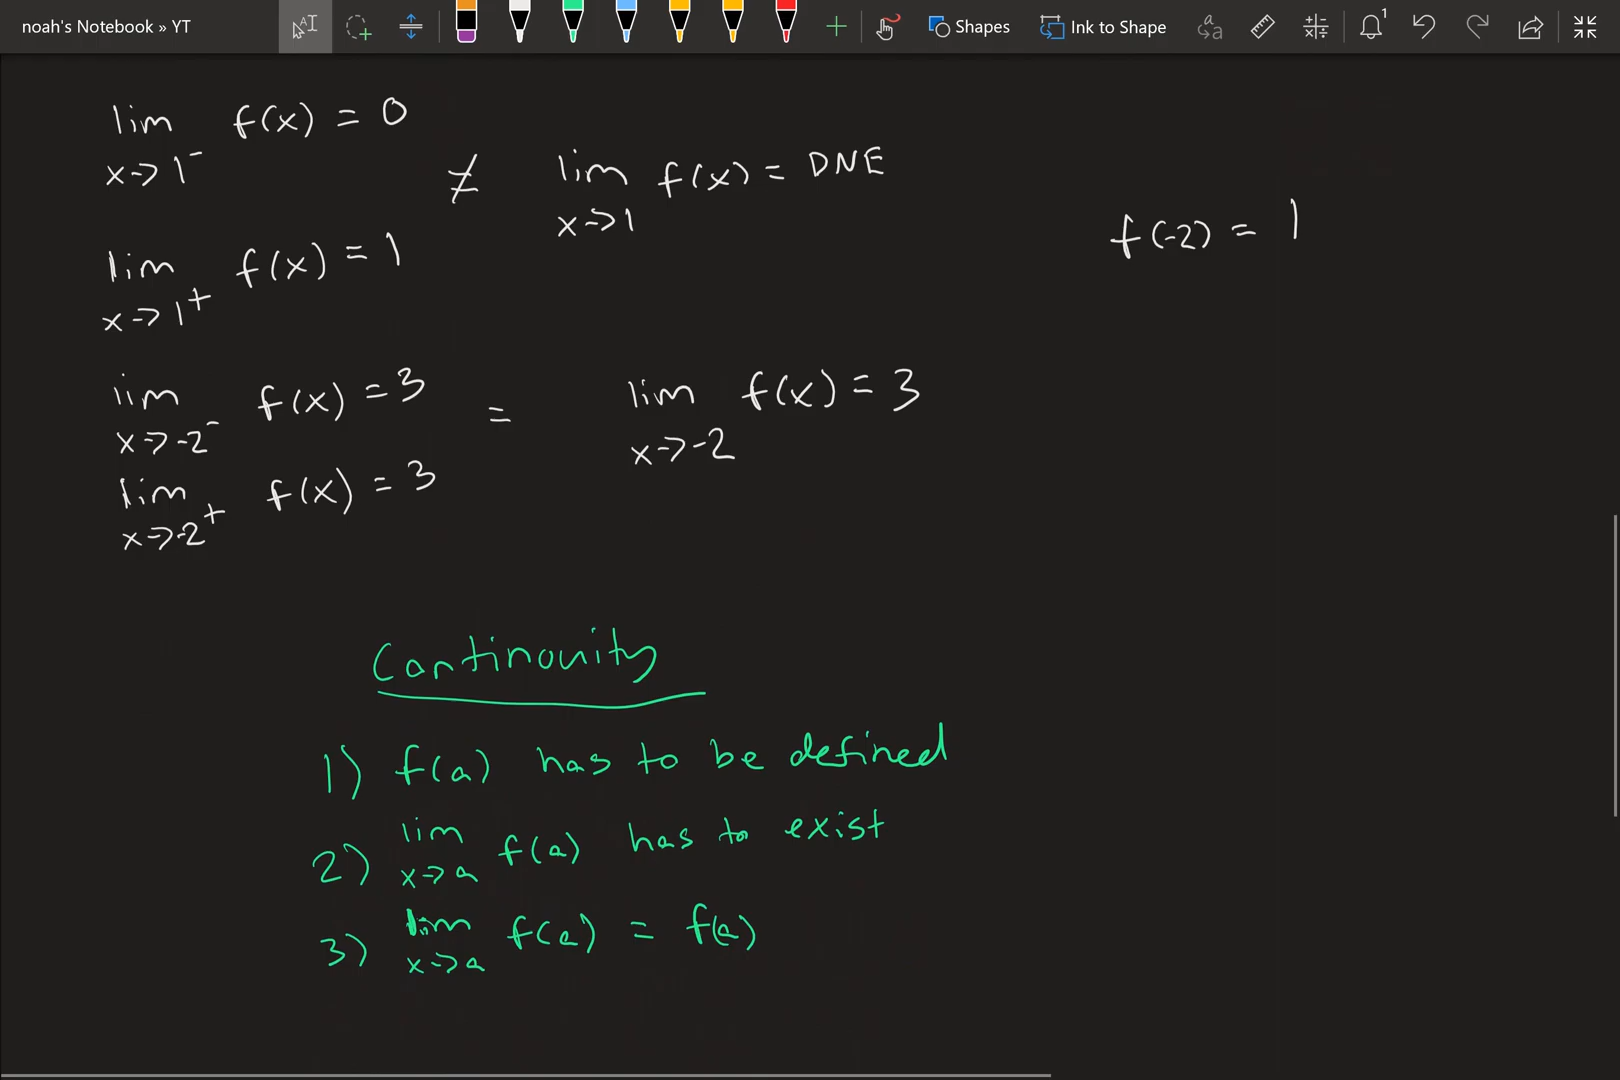 noah's Notebook » YT
Shapes
Ink to Shape
1
lim f(x) = 0
x->1⁻
≠
lim f(x) = DNE
x->1
f(-2) = 1
lim f(x) = 1
x->1⁺
lim f(x) = 3
x->-2⁻
=
lim f(x) = 3
x->-2
lim f(x) = 3
x->-2⁺
Continouity
1) f(a) has to be defined
2) lim f(a) has to exist
x->a
3) lim f(a) = f(a)
x->a